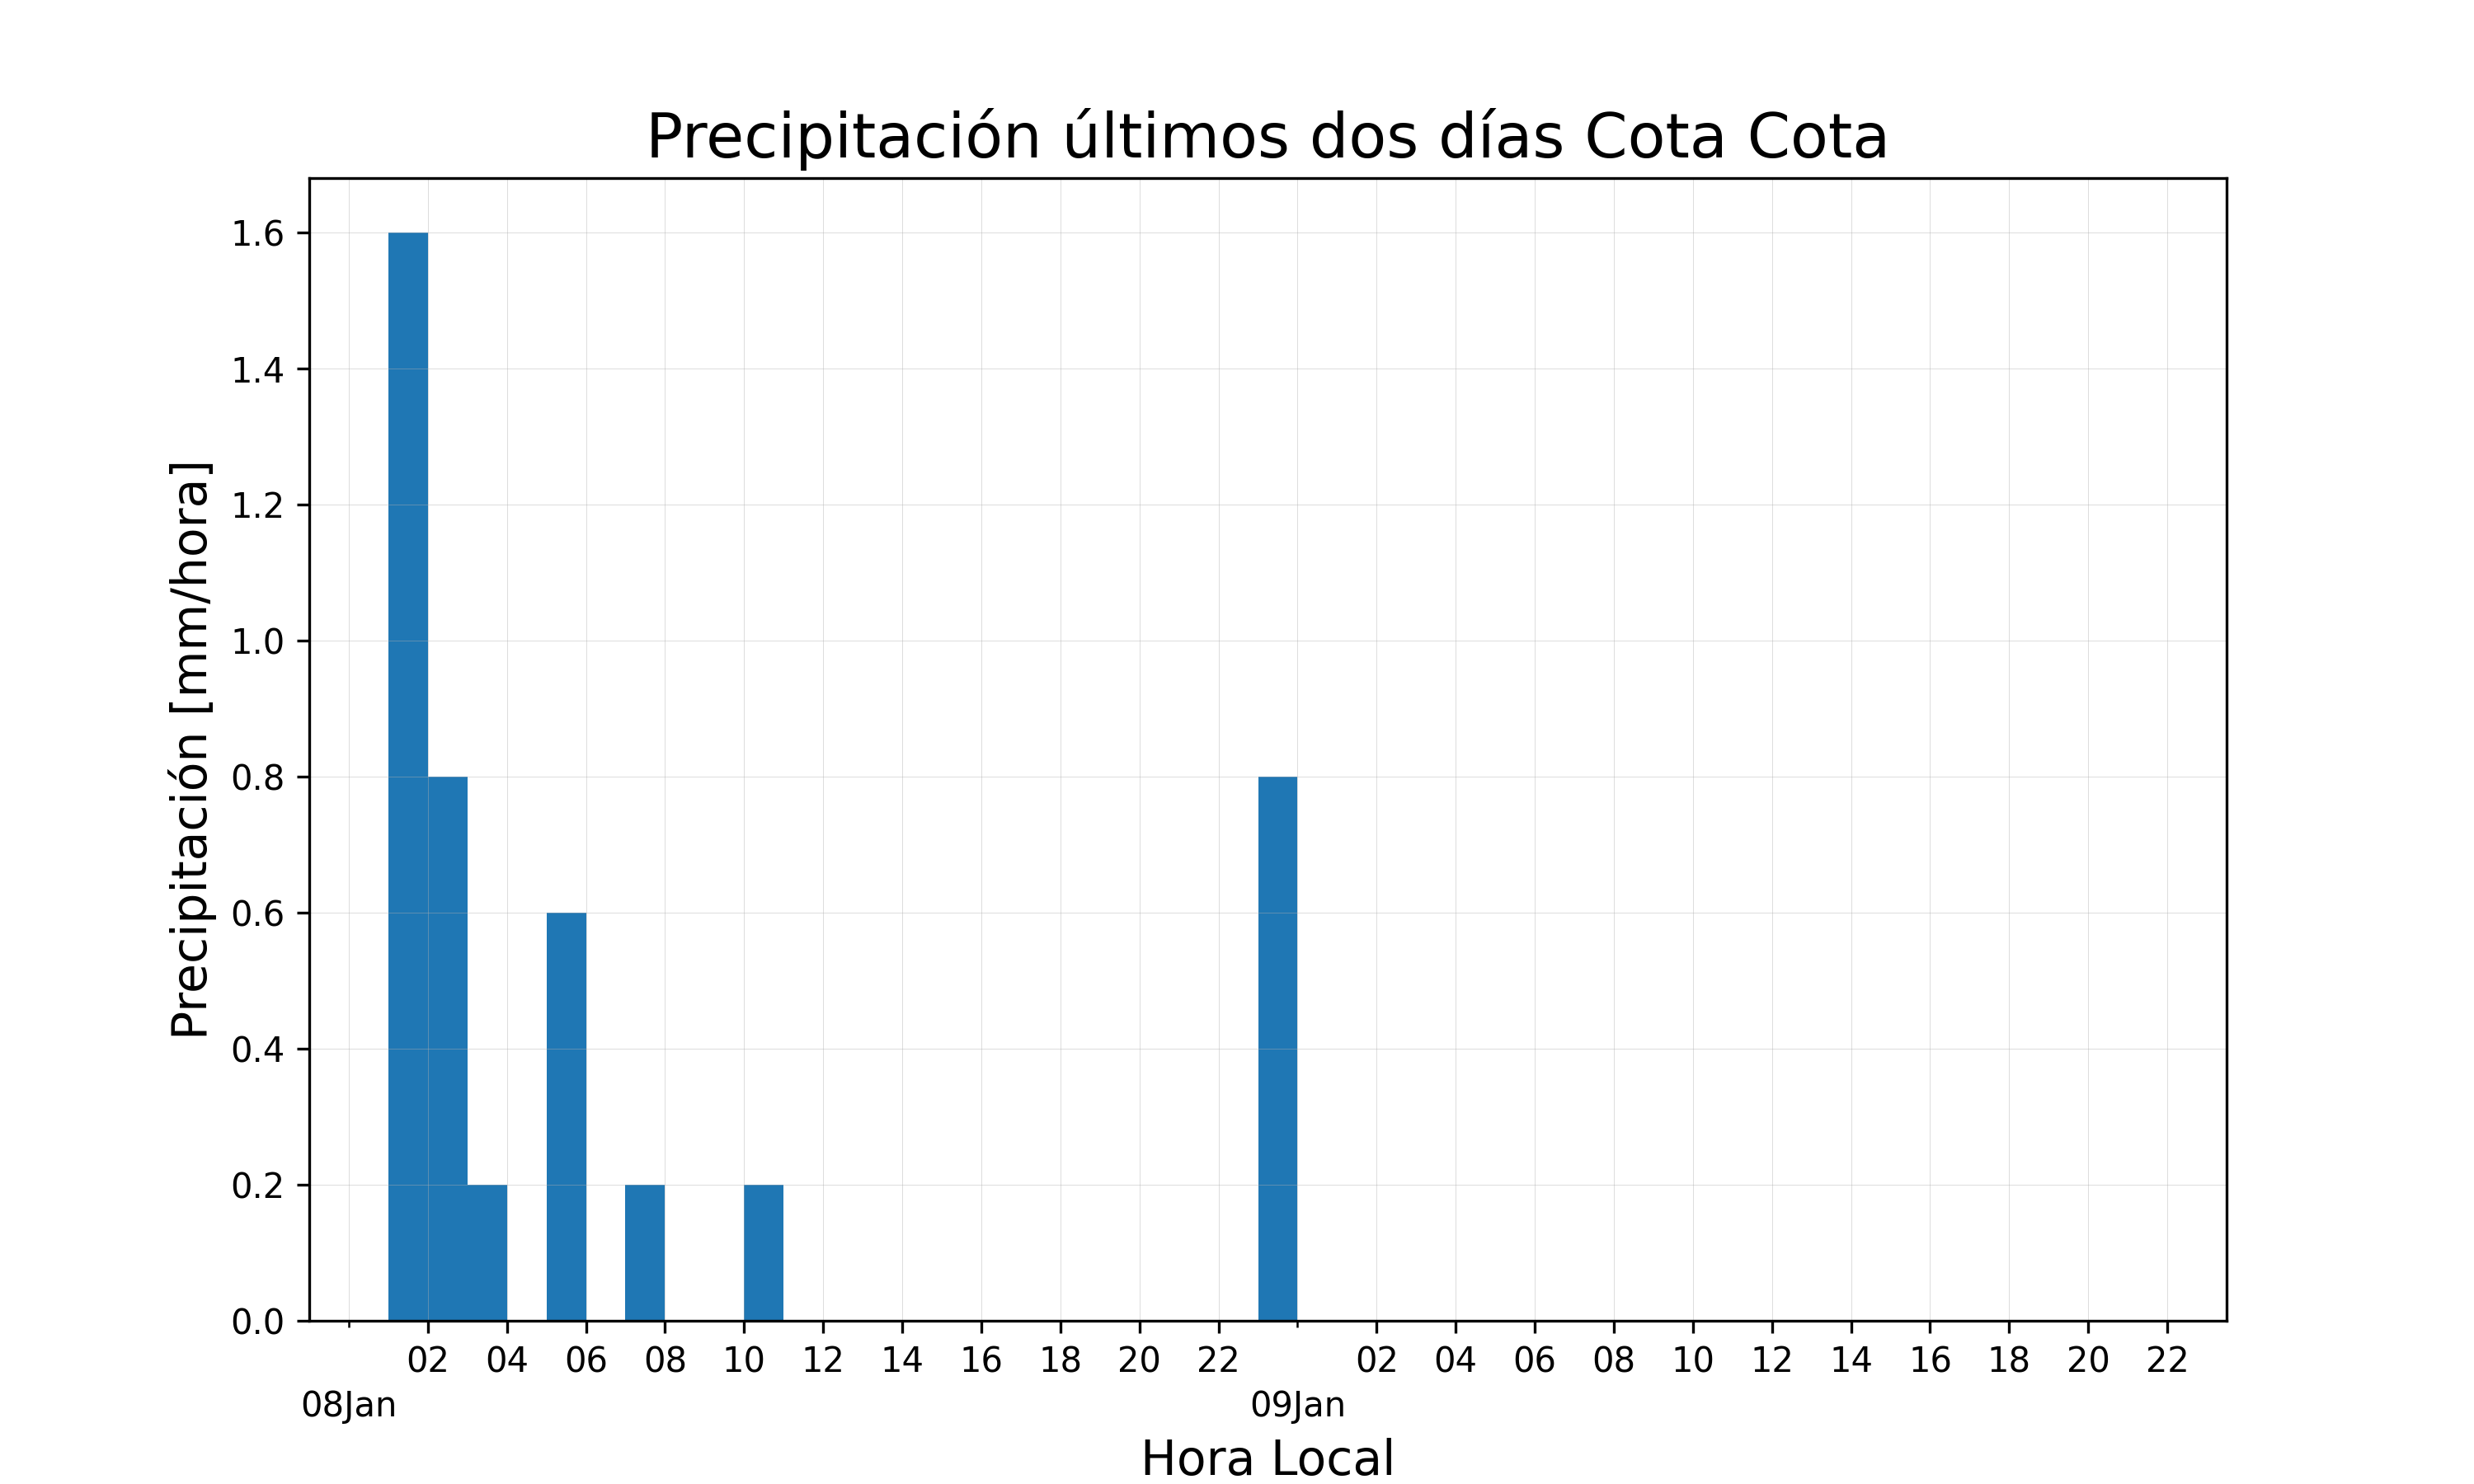 Precipitación últimos dos días Cota Cota
Precipitación [mm/hora]
1.6
1.4
1.2
1.0
0.8
0.6
0.4
0.2
0.0
02 04 06 08 10 12 14 16 18 20 22 02 04 06 08 10 12 14 16 18 20 22
08Jan 09Jan
Hora Local